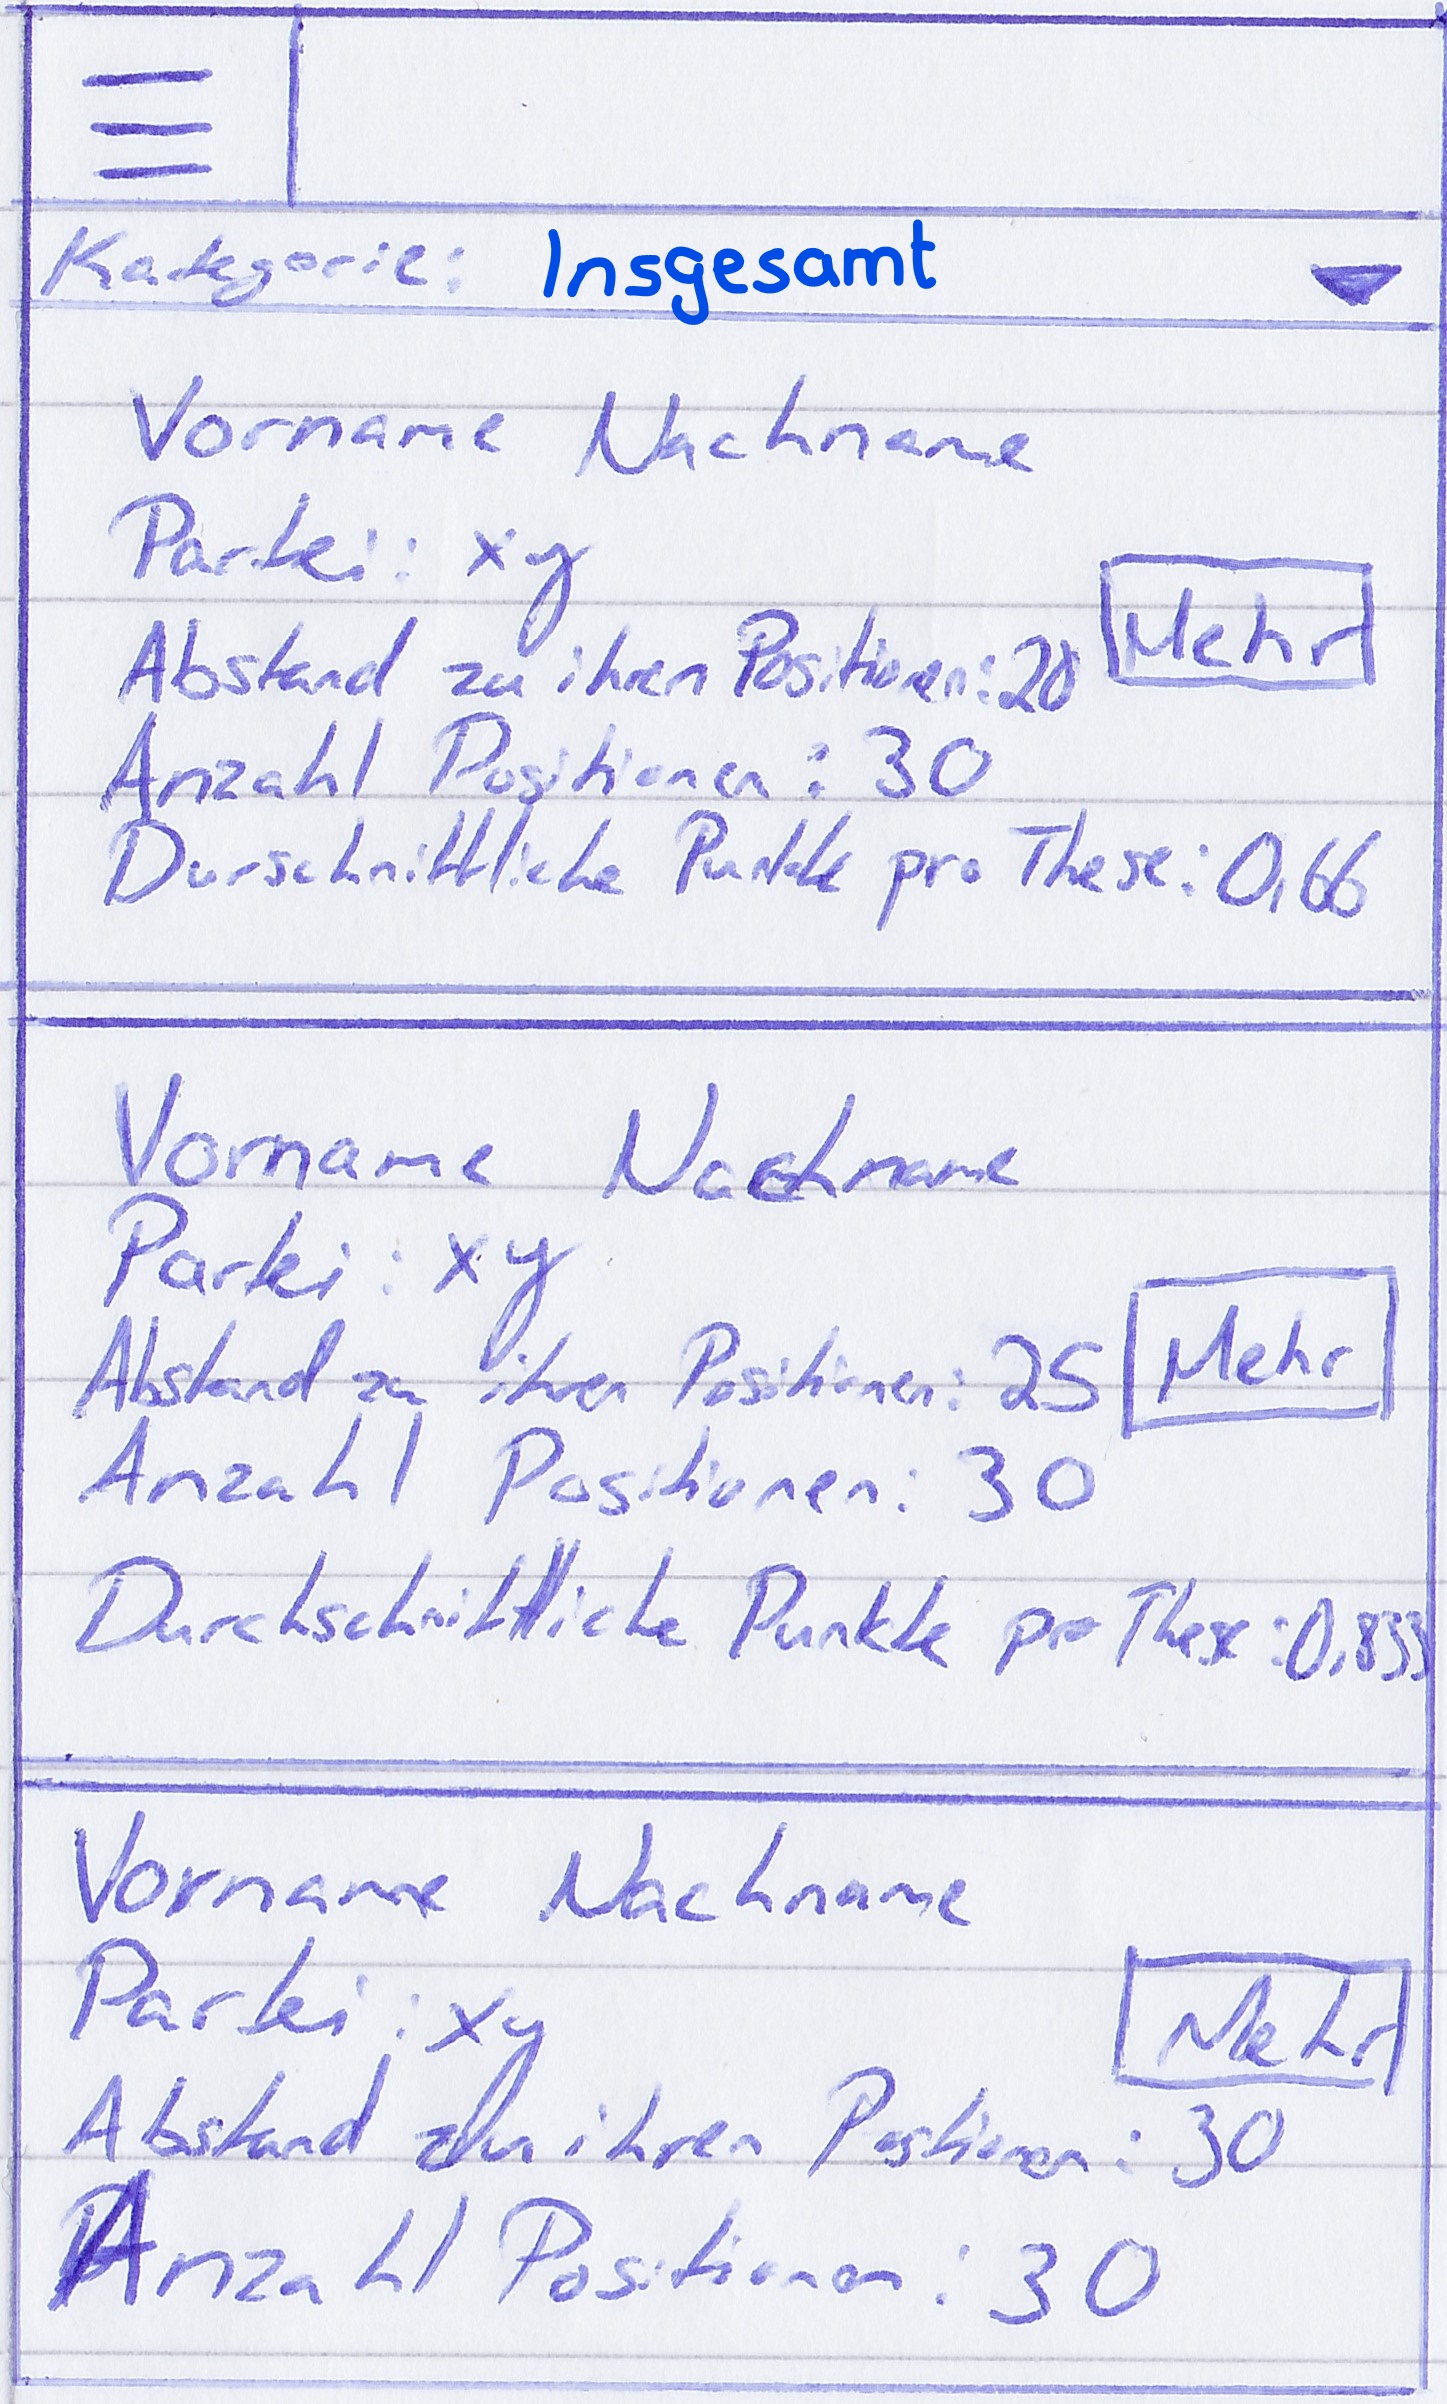 Kategorie: Insgesamt
Vorname Nachname
Partei: xy
Abstand zu ihren Positionen: 20
Mehr
Anzahl Positionen: 30
Durschnittliche Punkte pro These: 0,66
Vorname Nachname
Partei: xy
Abstand zu ihren Positionen: 25
Mehr
Anzahl Positionen: 30
Durchschnittliche Punkte pro These: 0,833
Vorname Nachname
Partei: xy
Mehr
Abstand zu ihren Postionen: 30
Anzahl Positionen: 30